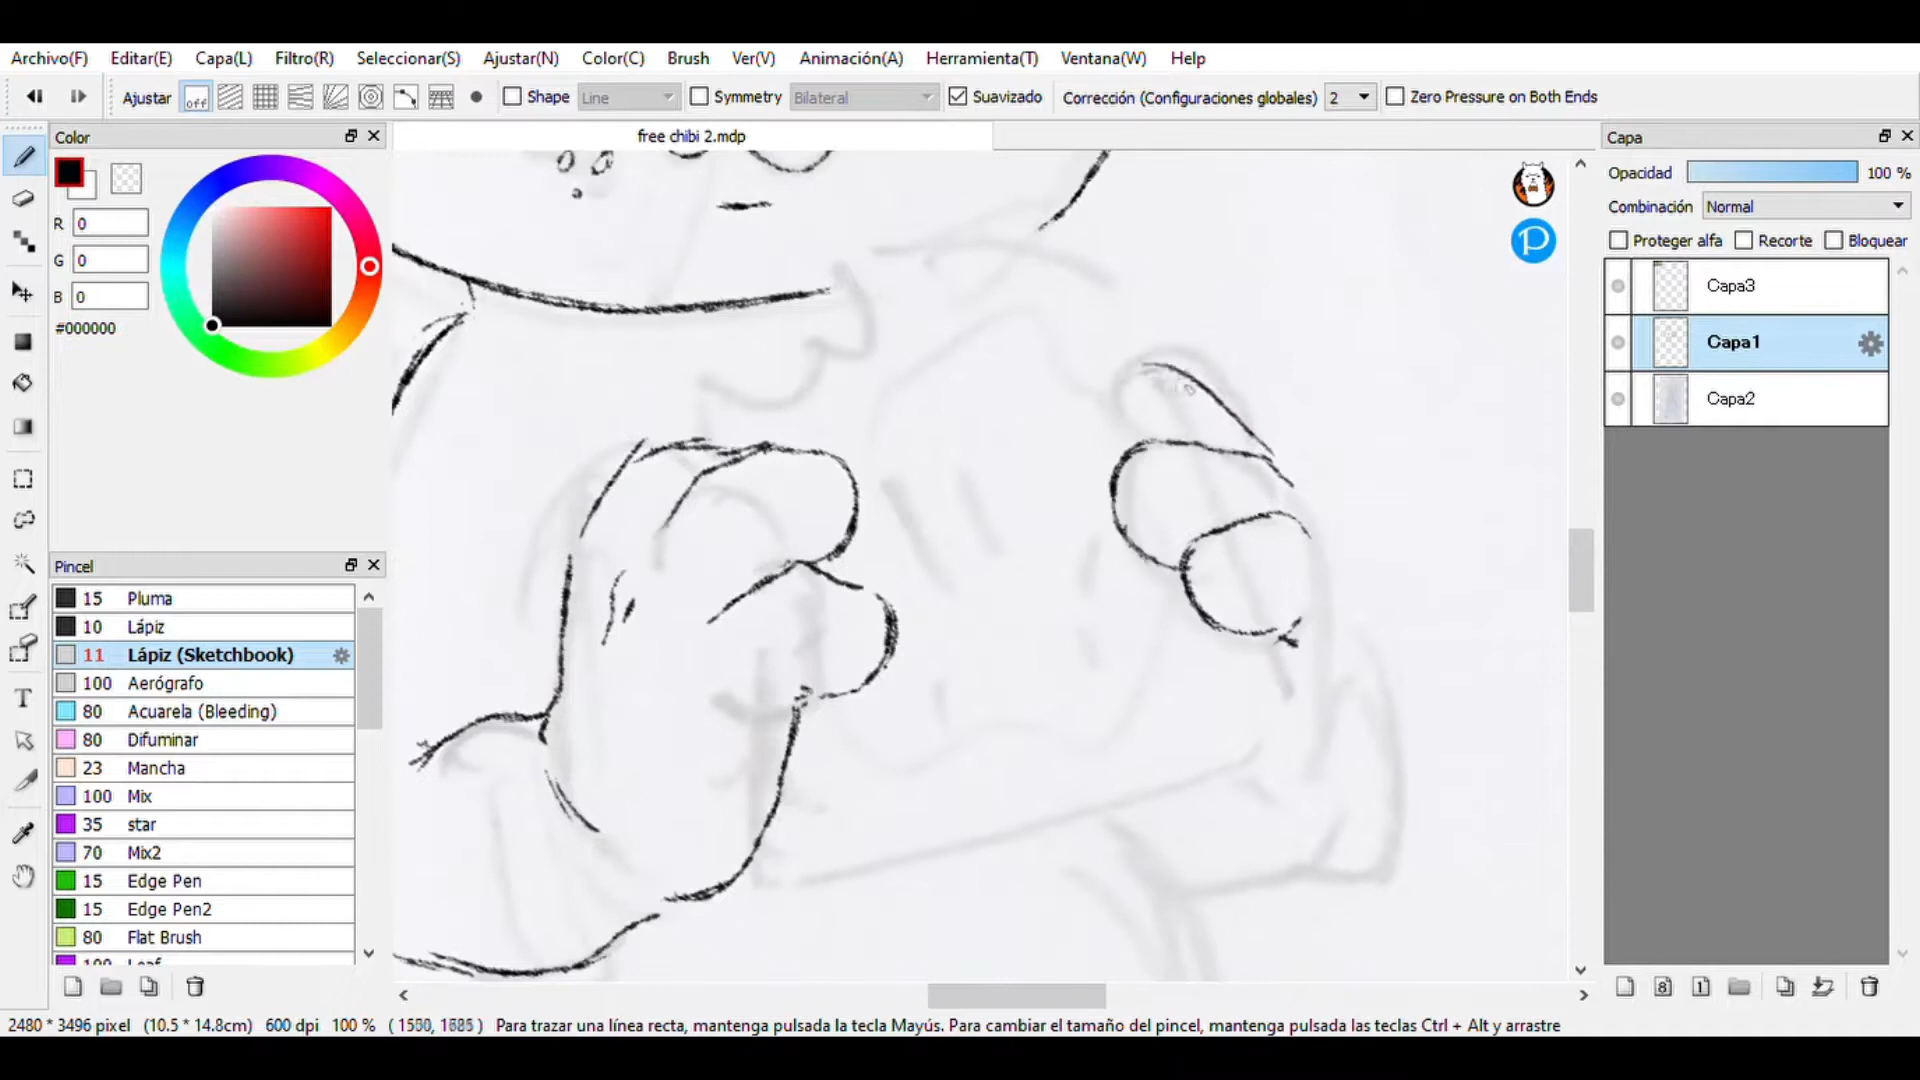 Archivo(F) Editar(E) Capa(L) Filtro(R) Seleccionar(S) Ajustar(N) Color(C) Brush Ver(V) Animación(A) Herramienta(T) Ventana(W) Help
Ajustar off Shape Line Symmetry Bilateral Suavizado Corrección (Configuraciones globales) 2 Zero Pressure on Both Ends
Color
free chibi 2.mdp
Capa
Opacidad 100 %
Combinación Normal
Proteger alfa Recorte Bloquear
Capa3
Capa1
Capa2
R 0
G 0
B 0
#000000
P
Pincel
15 Pluma
10 Lápiz
11 Lápiz (Sketchbook)
100 Aerógrafo
80 Acuarela (Bleeding)
80 Difuminar
23 Mancha
100 Mix
35 star
70 Mix2
15 Edge Pen
15 Edge Pen2
80 Flat Brush
100 Leaf
T
8 1
2480 * 3496 pixel (10.5 * 14.8cm) 600 dpi 100 % Para trazar una línea recta, mantenga pulsada la tecla Mayús. Para cambiar el tamaño del pincel, mantenga pulsada las teclas Ctrl + Alt y arrastre